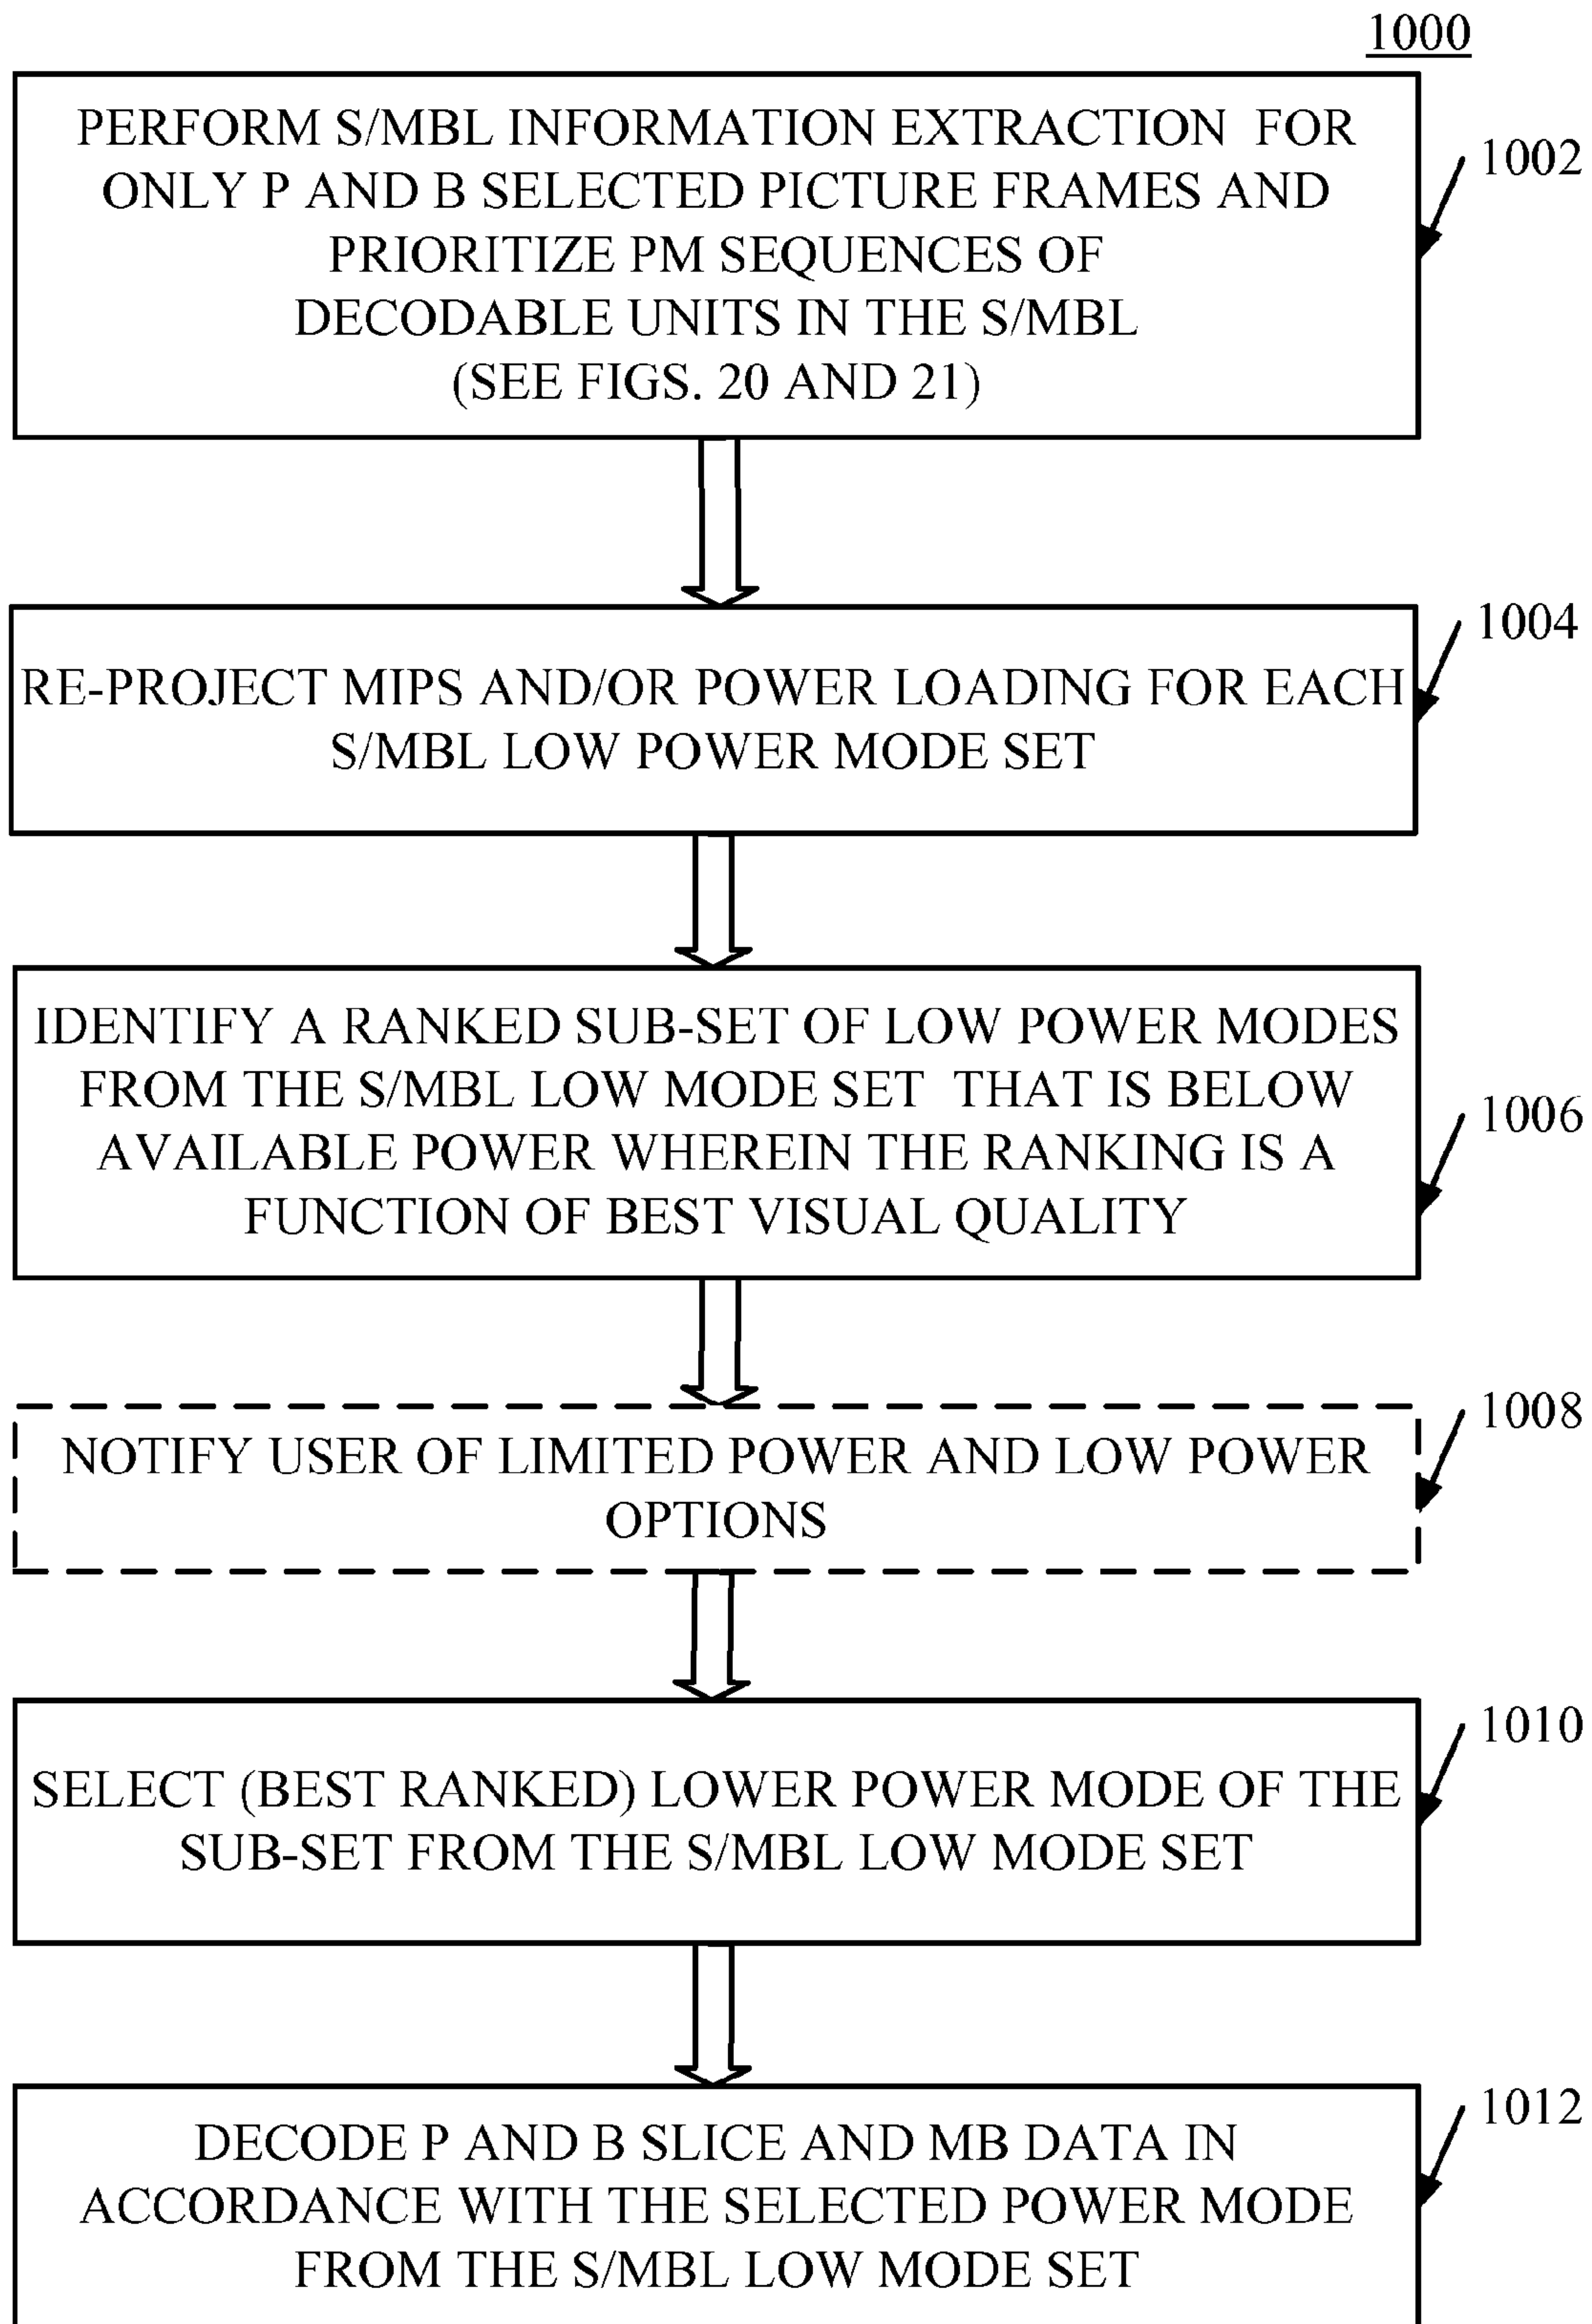 1000
PERFORM S/MBL INFORMATION EXTRACTION FOR
ONLY P AND B SELECTED PICTURE FRAMES AND
PRIORITIZE PM SEQUENCES OF
DECODABLE UNITS IN THE S/MBL
(SEE FIGS. 20 AND 21)
1002
RE-PROJECT MIPS AND/OR POWER LOADING FOR EACH
S/MBL LOW POWER MODE SET
1004
IDENTIFY A RANKED SUB-SET OF LOW POWER MODES
FROM THE S/MBL LOW MODE SET THAT IS BELOW
AVAILABLE POWER WHEREIN THE RANKING IS A
FUNCTION OF BEST VISUAL QUALITY
1006
NOTIFY USER OF LIMITED POWER AND LOW POWER
OPTIONS
1008
SELECT (BEST RANKED) LOWER POWER MODE OF THE
SUB-SET FROM THE S/MBL LOW MODE SET
1010
DECODE P AND B SLICE AND MB DATA IN
ACCORDANCE WITH THE SELECTED POWER MODE
FROM THE S/MBL LOW MODE SET
1012